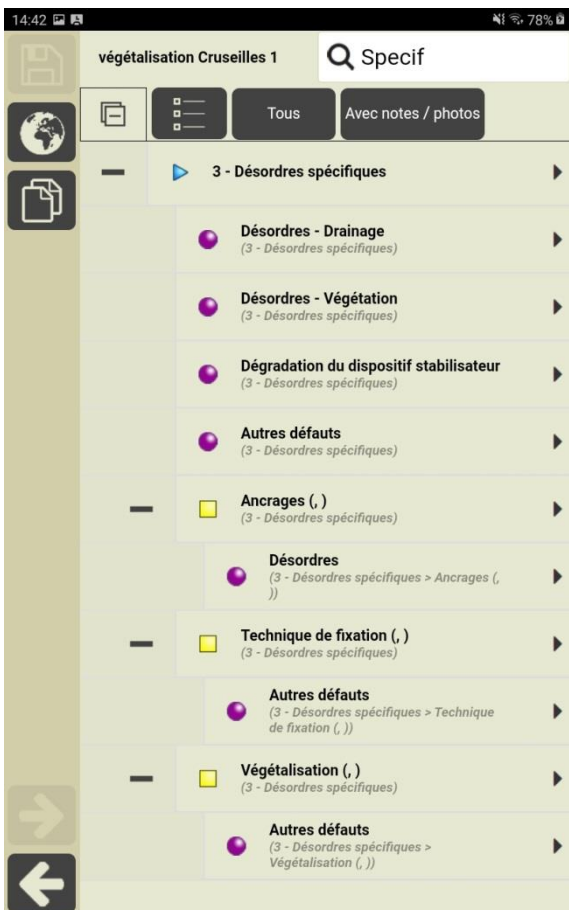 14:42 78%
végétalisation Cruseilles 1
Specif
Tous
Avec notes / photos
3 - Désordres spécifiques
Désordres - Drainage
(3 - Désordres spécifiques)
Désordres - Végétation
(3 - Désordres spécifiques)
Dégradation du dispositif stabilisateur
(3 - Désordres spécifiques)
Autres défauts
(3 - Désordres spécifiques)
Ancrages (, )
(3 - Désordres spécifiques)
Désordres
(3 - Désordres spécifiques > Ancrages (,
))
Technique de fixation (, )
(3 - Désordres spécifiques)
Autres défauts
(3 - Désordres spécifiques > Technique
de fixation (, ))
Végétalisation (, )
(3 - Désordres spécifiques)
Autres défauts
(3 - Désordres spécifiques >
Végétalisation (, ))